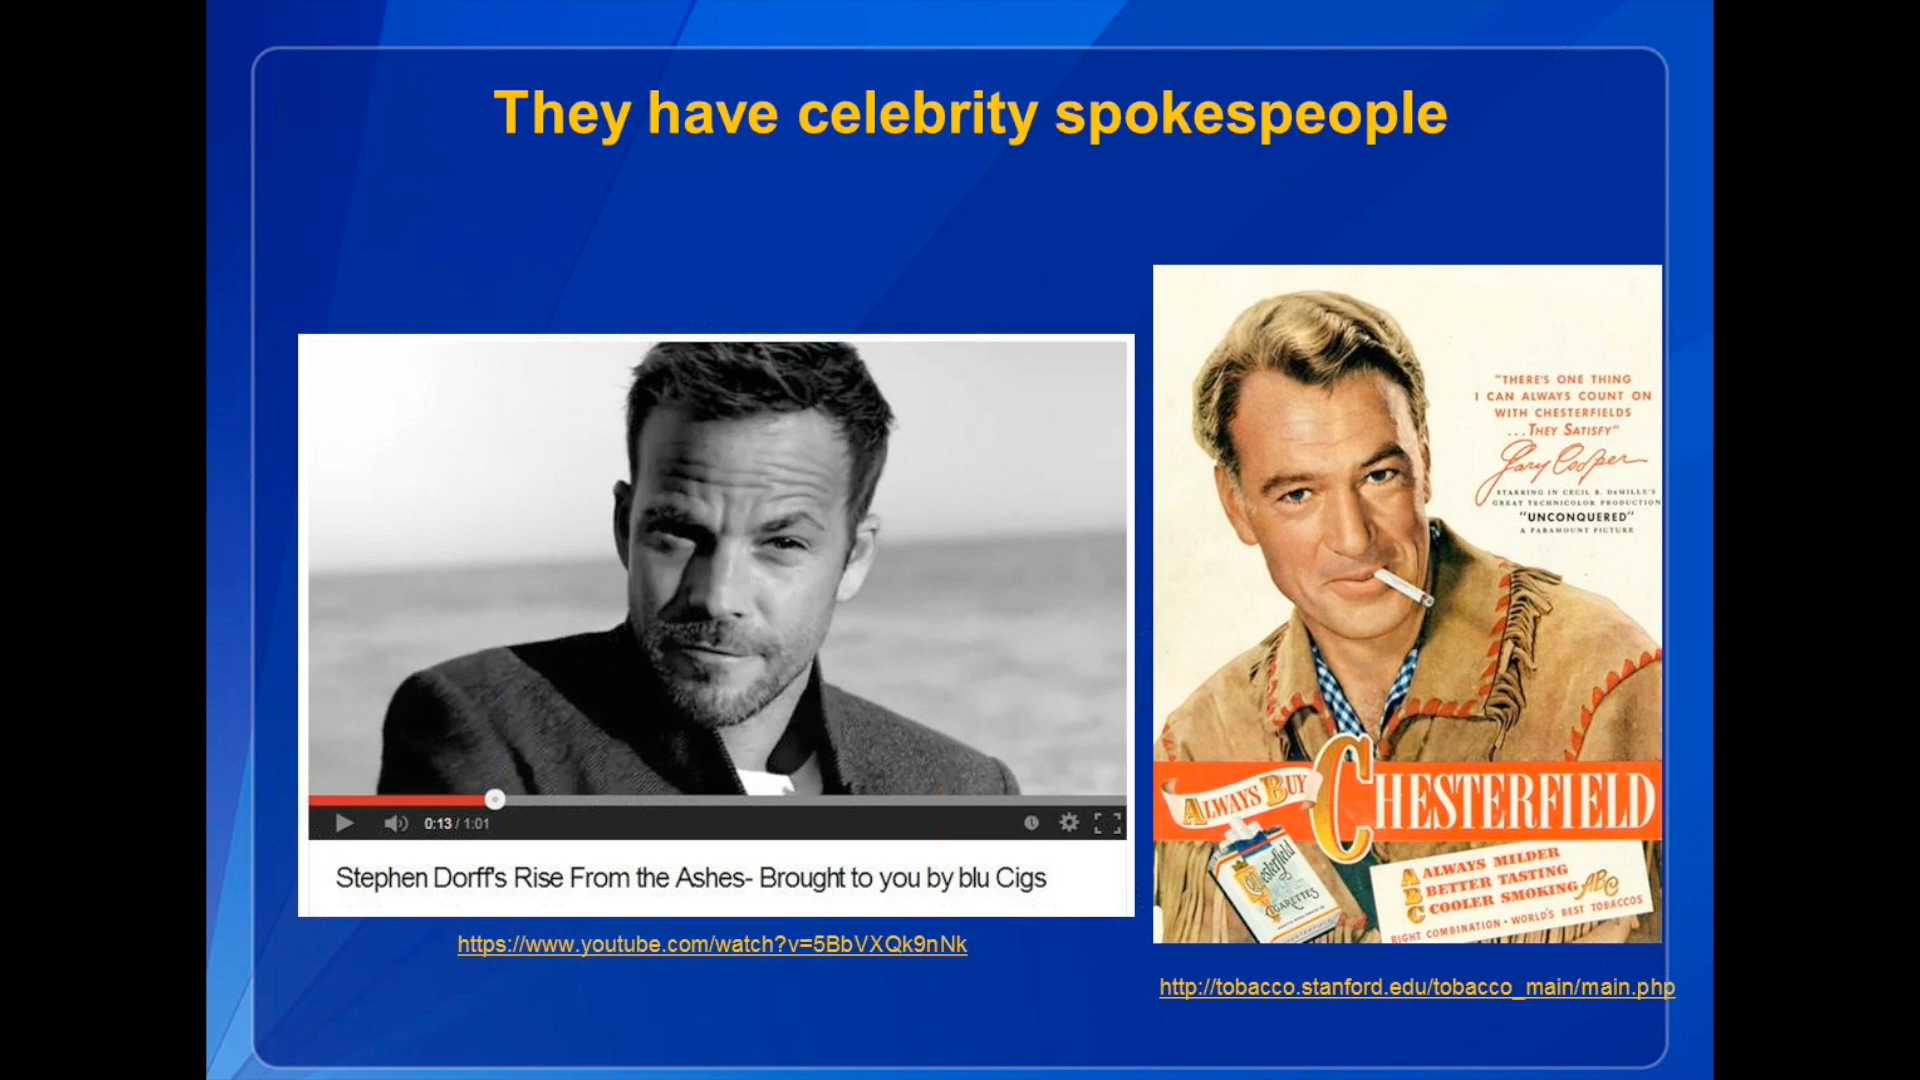 They have celebrity spokespeople
"THERE'S ONE THING
I CAN ALWAYS COUNT ON
WITH CHESTERFIELDS
...THEY SATISFY"
Gary Cooper
STARRING IN CECIL B. DeMILLE'S
GREAT TECHNICOLOR PRODUCTION
"UNCONQUERED"
A PARAMOUNT PICTURE
ALWAYS BUY CHESTERFIELD
Chesterfield
CIGARETTES
A ALWAYS MILDER
B BETTER TASTING
C COOLER SMOKING ABC
RIGHT COMBINATION • WORLD'S BEST TOBACCOS
0:13 / 1:01
Stephen Dorff's Rise From the Ashes- Brought to you by blu Cigs
https://www.youtube.com/watch?v=5BbVXQk9nNk
http://tobacco.stanford.edu/tobacco_main/main.php